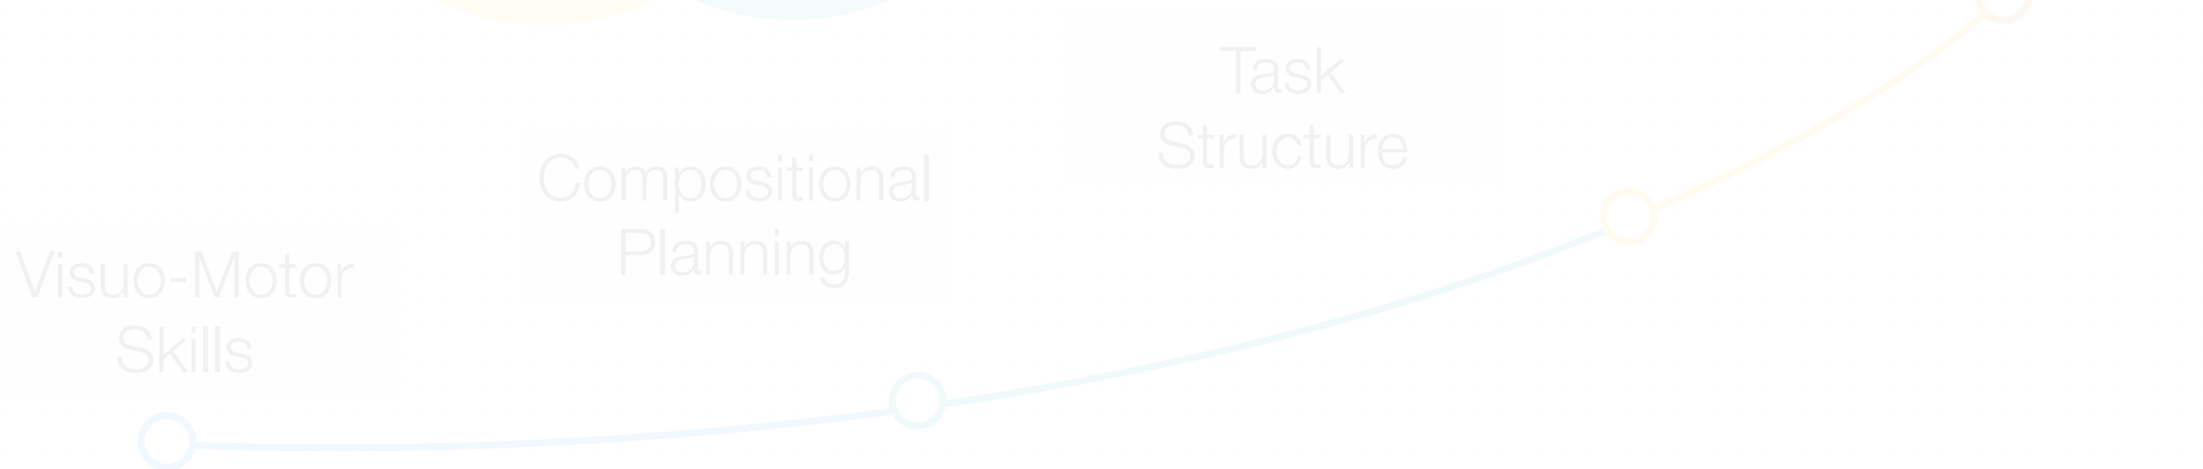 Visuo-Motor
Skills
Compositional
Planning
Task
Structure